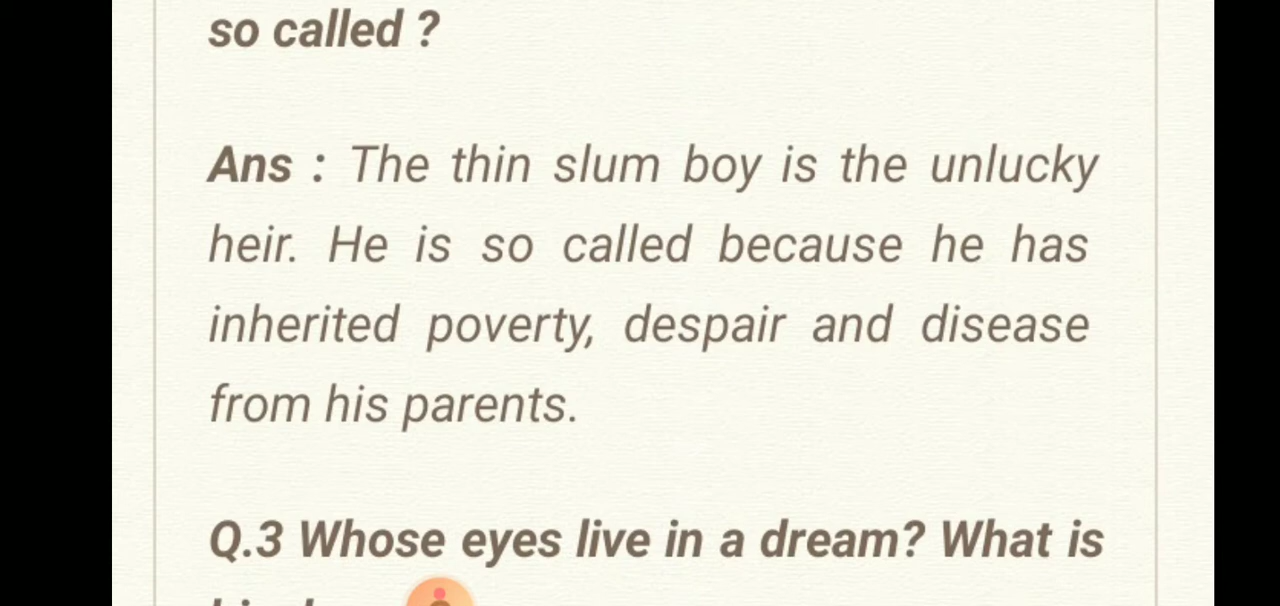 so called ?
Ans : The thin slum boy is the unlucky
heir. He is so called because he has
inherited poverty, despair and disease
from his parents.
Q.3 Whose eyes live in a dream? What is